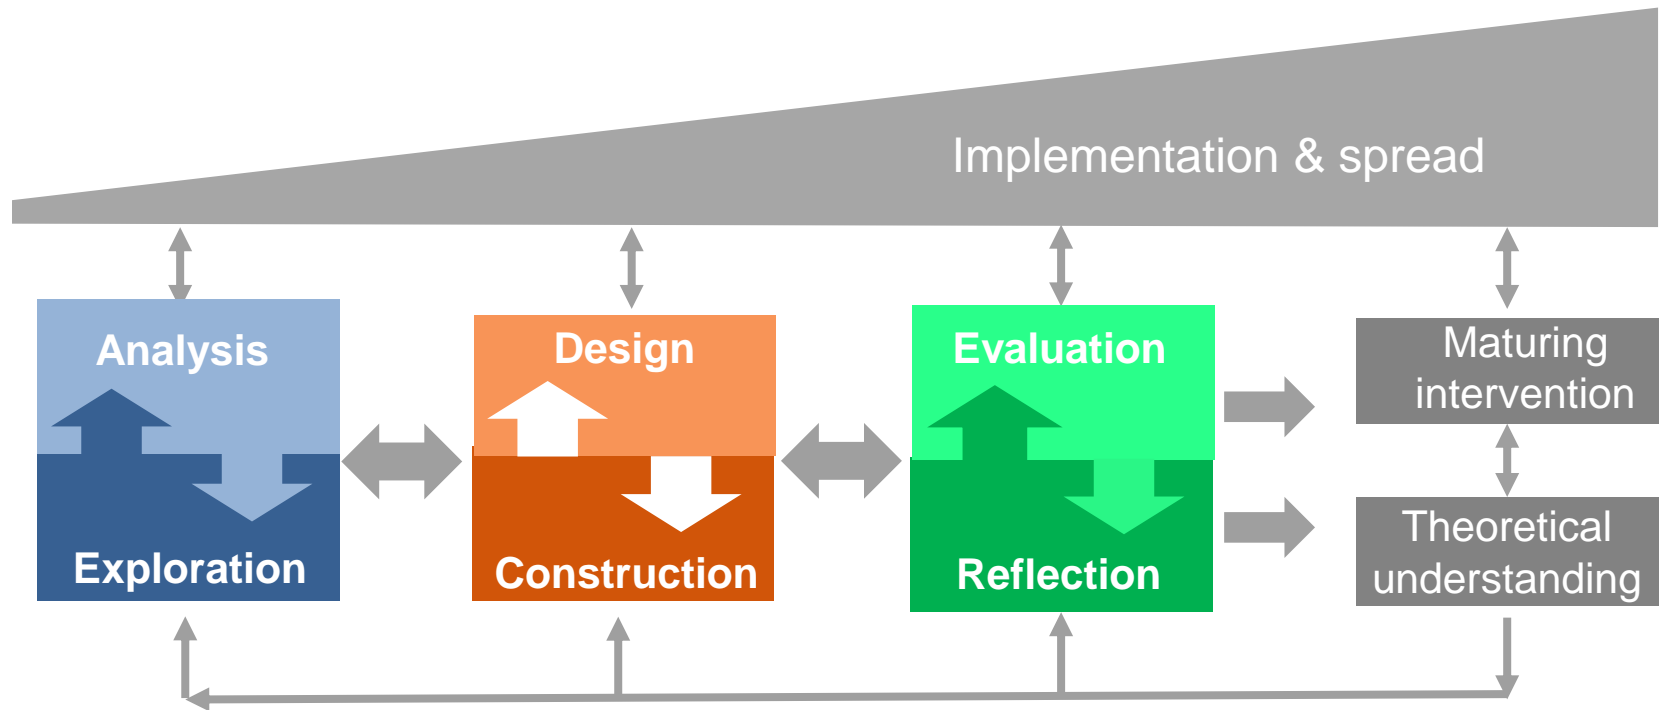 Implementation & spread
Analysis
Exploration
Design
Construction
Evaluation
Reflection
Maturing
intervention
Theoretical
understanding